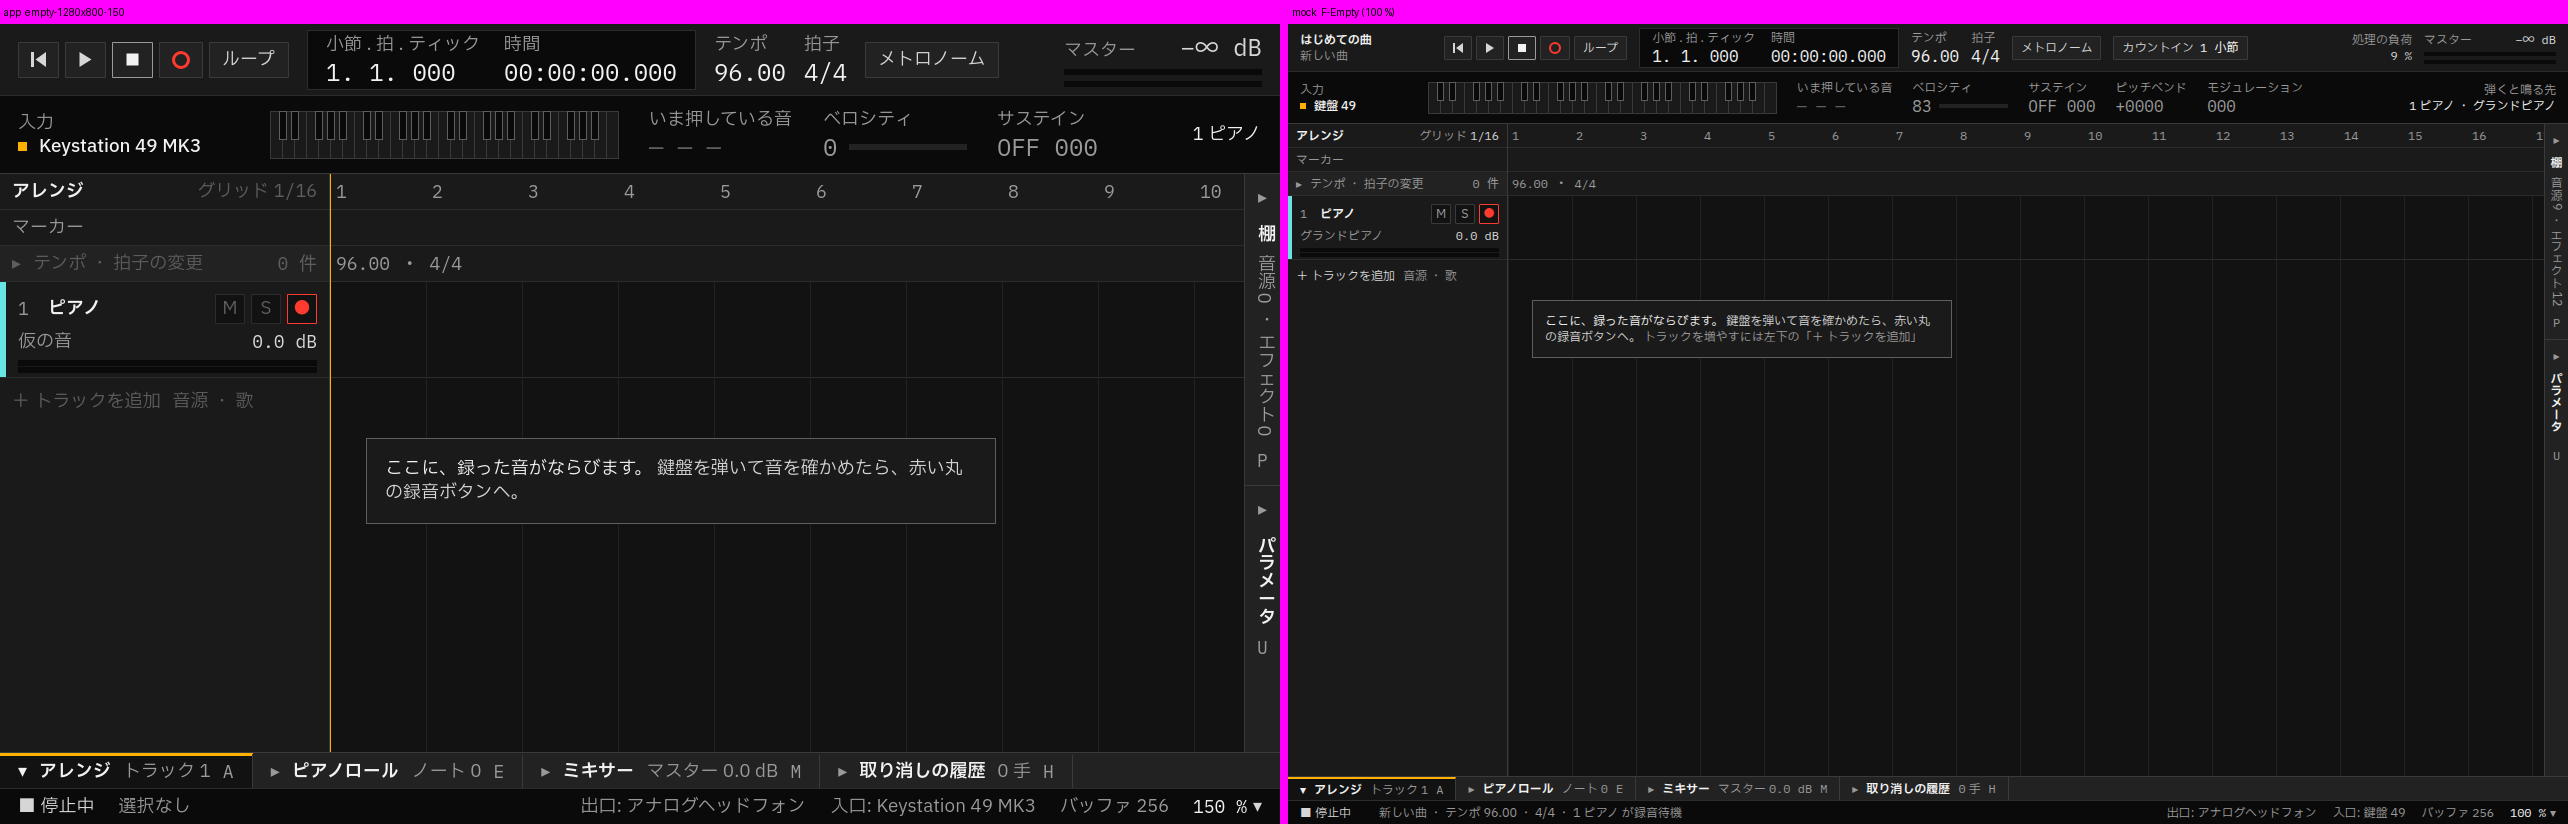 app empty-1280x800-150
ループ
小節.拍.ティック 時間
1. 1. 000 00:00:00.000
テンポ 拍子
96.00 4/4
メトロノーム
マスター −∞ dB
入力
Keystation 49 MK3
いま押している音 ベロシティ サステイン
— — — 0 OFF 000
1 ピアノ
アレンジ グリッド 1/16 1 2 3 4 5 6 7 8 9 10
マーカー
▶ テンポ · 拍子の変更 0 件 96.00 · 4/4
1 ピアノ M S
仮の音 0.0 dB
＋トラックを追加 音源 · 歌
ここに、録った音がならびます。 鍵盤を弾いて音を確かめたら、赤い丸
の録音ボタンへ。
▶ 棚 音源 0 · エフェクト 0 P
▶ パラメータ U
▼ アレンジ トラック 1 A ▶ ピアノロール ノート 0 E ▶ ミキサー マスター 0.0 dB M ▶ 取り消しの履歴 0 手 H
■ 停止中 選択なし 出口: アナログヘッドフォン 入口: Keystation 49 MK3 バッファ 256 150 % ▼
mock F-Empty (100 %)
はじめての曲
新しい曲
ループ
小節.拍.ティック 時間
1. 1. 000 00:00:00.000
テンポ 拍子
96.00 4/4
メトロノーム
カウントイン 1 小節
処理の負荷 マスター −∞ dB
9 %
入力
鍵盤 49
いま押している音 ベロシティ サステイン ピッチベンド モジュレーション
— — — 83 OFF 000 +0000 000
弾くと鳴る先
1 ピアノ · グランドピアノ
アレンジ グリッド 1/16 1 2 3 4 5 6 7 8 9 10 11 12 13 14 15 16 1
マーカー
▶ テンポ · 拍子の変更 0 件 96.00 · 4/4
1 ピアノ M S
グランドピアノ 0.0 dB
＋トラックを追加 音源 · 歌
ここに、録った音がならびます。 鍵盤を弾いて音を確かめたら、赤い丸
の録音ボタンへ。 トラックを増やすには左下の「＋ トラックを追加」
▶ 棚 音源 9 · エフェクト 12 P
▶ パラメータ U
▼ アレンジ トラック 1 A ▶ ピアノロール ノート 0 E ▶ ミキサー マスター 0.0 dB M ▶ 取り消しの履歴 0 手 H
■ 停止中 新しい曲 · テンポ 96.00 · 4/4 · 1 ピアノ が録音待機 出口: アナログヘッドフォン 入口: 鍵盤 49 バッファ 256 100 % ▼